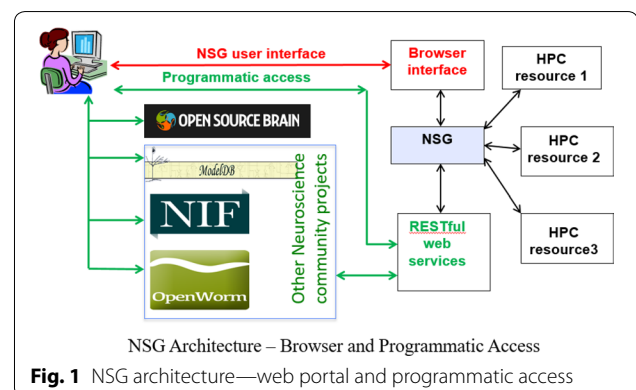 NSG user interface
Programmatic access
Browser
interface
HPC
resource 1
OPEN SOURCE BRAIN
NSG
HPC
resource 2
ModelDB
NIF
OpenWorm
Other Neuroscience
community projects
RESTful
web
services
HPC
resource3
NSG Architecture – Browser and Programmatic Access
Fig. 1 NSG architecture—web portal and programmatic access